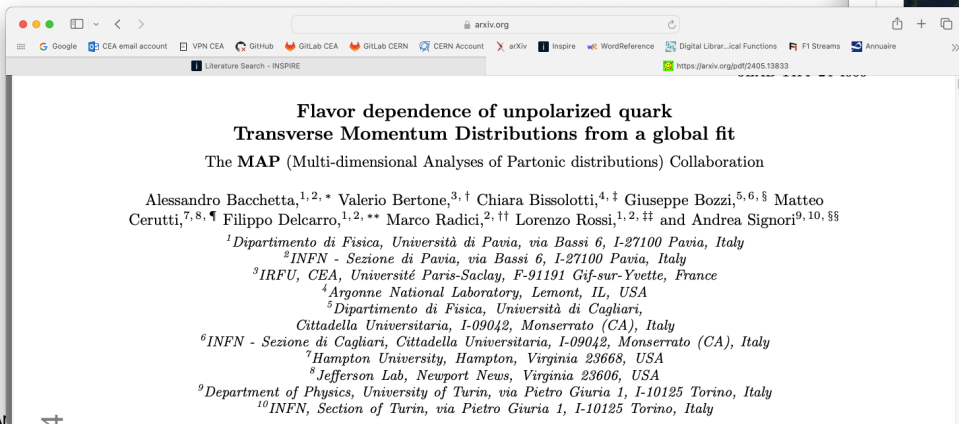 arxiv.org
Google CEA email account VPN CEA GitHub GitLab CEA GitLab CERN CERN Account arXiv Inspire WordReference Digital Librar...ical Functions F1 Streams Annuaire
Literature Search - INSPIRE https://arxiv.org/pdf/2405.13833
Flavor dependence of unpolarized quark
Transverse Momentum Distributions from a global fit
The MAP (Multi-dimensional Analyses of Partonic distributions) Collaboration
Alessandro Bacchetta,1, 2, * Valerio Bertone,3, † Chiara Bissolotti,4, ‡ Giuseppe Bozzi,5, 6, § Matteo
Cerutti,7, 8, ¶ Filippo Delcarro,1, 2, ** Marco Radici,2, †† Lorenzo Rossi,1, 2, ‡‡ and Andrea Signori9, 10, §§
1Dipartimento di Fisica, Università di Pavia, via Bassi 6, I-27100 Pavia, Italy
2INFN - Sezione di Pavia, via Bassi 6, I-27100 Pavia, Italy
3IRFU, CEA, Université Paris-Saclay, F-91191 Gif-sur-Yvette, France
4Argonne National Laboratory, Lemont, IL, USA
5Dipartimento di Fisica, Università di Cagliari,
Cittadella Universitaria, I-09042, Monserrato (CA), Italy
6INFN - Sezione di Cagliari, Cittadella Universitaria, I-09042, Monserrato (CA), Italy
7Hampton University, Hampton, Virginia 23668, USA
8Jefferson Lab, Newport News, Virginia 23606, USA
9Department of Physics, University of Turin, via Pietro Giuria 1, I-10125 Torino, Italy
10INFN, Section of Turin, via Pietro Giuria 1, I-10125 Torino, Italy